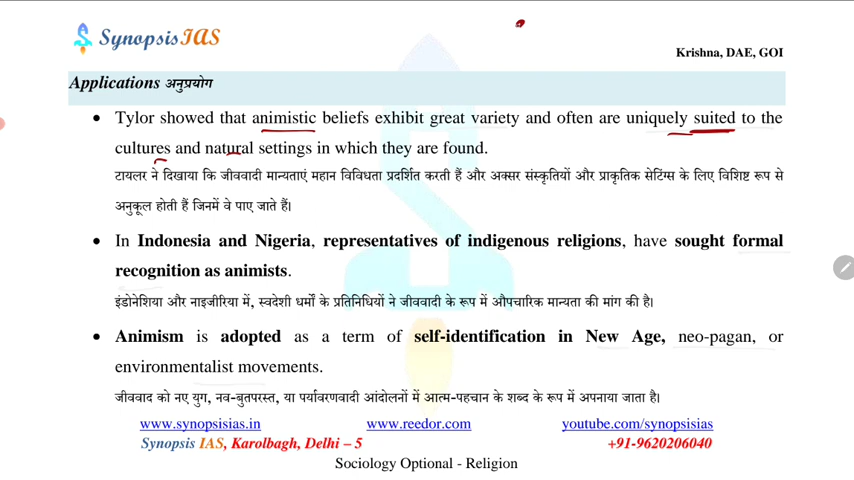 Synopsis IAS
Krishna, DAE, GOI
Applications अनुप्रयोग
• Tylor showed that animistic beliefs exhibit great variety and often are uniquely suited to the
cultures and natural settings in which they are found.
टायलर ने दिखाया कि जीववादी मान्यताएं महान विविधता प्रदर्शित करती हैं और अक्सर संस्कृतियों और प्राकृतिक सेटिंग्स के लिए विशिष्ट रूप से
अनुकूल होती हैं जिनमें वे पाए जाते हैं।
• In Indonesia and Nigeria, representatives of indigenous religions, have sought formal
recognition as animists.
इंडोनेशिया और नाइजीरिया में, स्वदेशी धर्मों के प्रतिनिधियों ने जीववादी के रूप में औपचारिक मान्यता की मांग की है।
• Animism is adopted as a term of self-identification in New Age, neo-pagan, or
environmentalist movements.
जीववाद को नए युग, नव-बुतपरस्त, या पर्यावरणवादी आंदोलनों में आत्म-पहचान के शब्द के रूप में अपनाया जाता है।
www.synopsisias.in www.reedor.com youtube.com/synopsisias
Synopsis IAS, Karolbagh, Delhi – 5 +91-9620206040
Sociology Optional - Religion